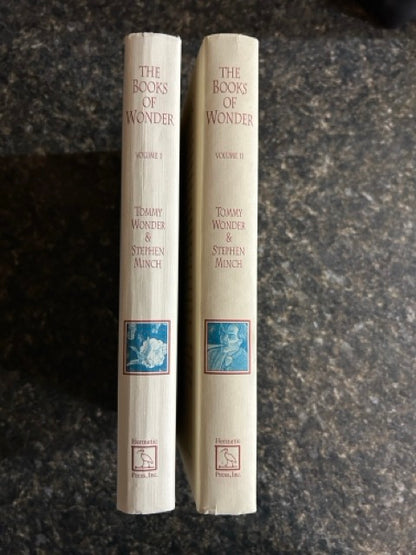 THE
BOOKS
OF
WONDER
VOLUME I
TOMMY
WONDER
&
STEPHEN
MINCH
Hermetic
Press, Inc.
THE
BOOKS
OF
WONDER
VOLUME II
TOMMY
WONDER
&
STEPHEN
MINCH
Hermetic
Press, Inc.